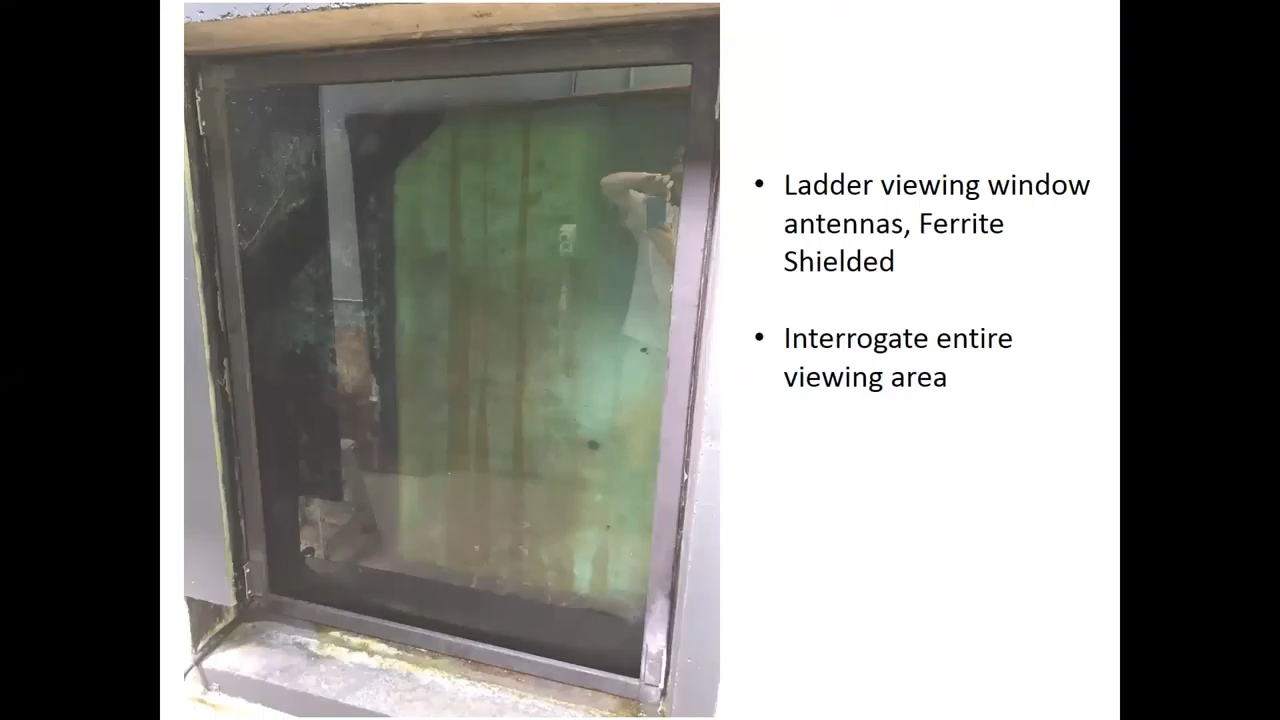 • Ladder viewing window
antennas, Ferrite
Shielded
• Interrogate entire
viewing area